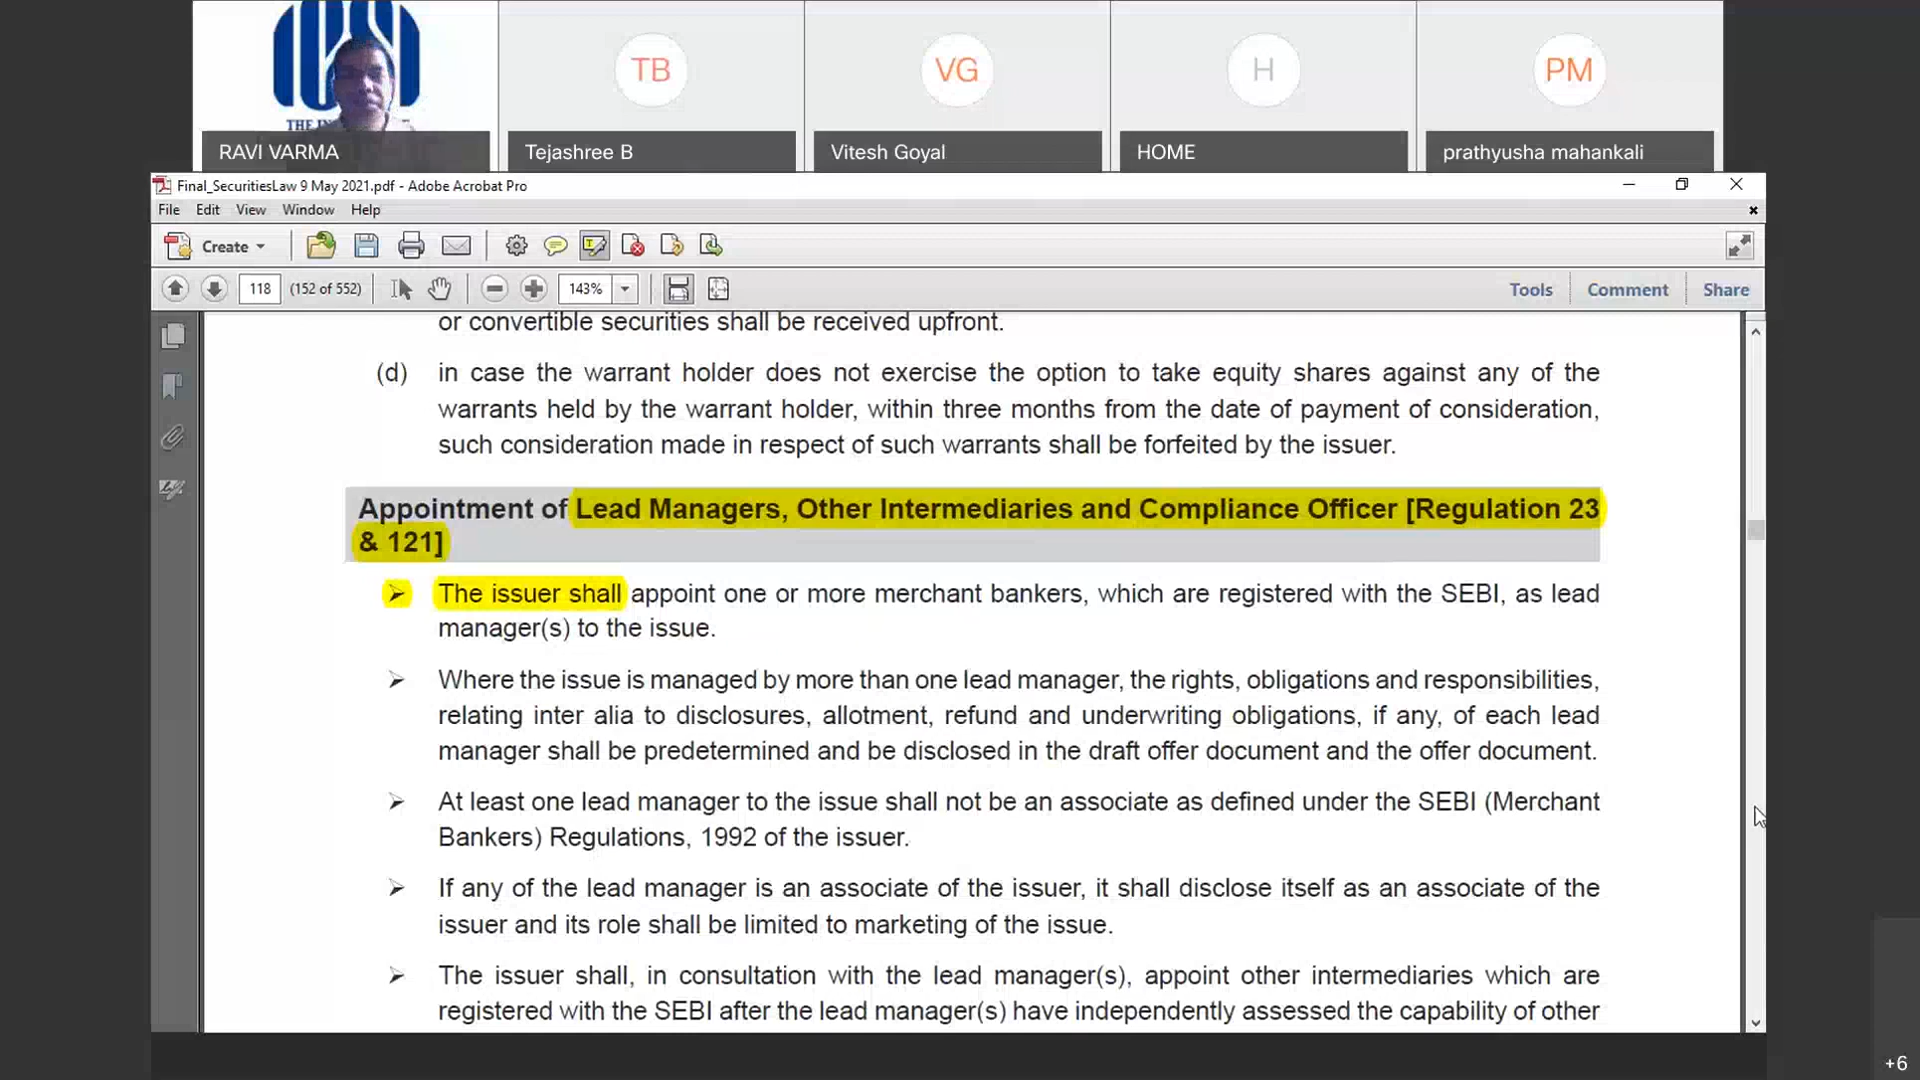 TB
VG
H
PM
THE IN
RAVI VARMA
Tejashree B
Vitesh Goyal
HOME
prathyusha mahankali
Final_SecuritiesLaw 9 May 2021.pdf - Adobe Acrobat Pro
File Edit View Window Help
Create
118 (152 of 552) 143% Tools Comment Share
or convertible securities shall be received upfront.
(d) in case the warrant holder does not exercise the option to take equity shares against any of the
warrants held by the warrant holder, within three months from the date of payment of consideration,
such consideration made in respect of such warrants shall be forfeited by the issuer.
Appointment of Lead Managers, Other Intermediaries and Compliance Officer [Regulation 23
& 121]
➢ The issuer shall appoint one or more merchant bankers, which are registered with the SEBI, as lead
manager(s) to the issue.
➢ Where the issue is managed by more than one lead manager, the rights, obligations and responsibilities,
relating inter alia to disclosures, allotment, refund and underwriting obligations, if any, of each lead
manager shall be predetermined and be disclosed in the draft offer document and the offer document.
➢ At least one lead manager to the issue shall not be an associate as defined under the SEBI (Merchant
Bankers) Regulations, 1992 of the issuer.
➢ If any of the lead manager is an associate of the issuer, it shall disclose itself as an associate of the
issuer and its role shall be limited to marketing of the issue.
➢ The issuer shall, in consultation with the lead manager(s), appoint other intermediaries which are
registered with the SEBI after the lead manager(s) have independently assessed the capability of other
+6